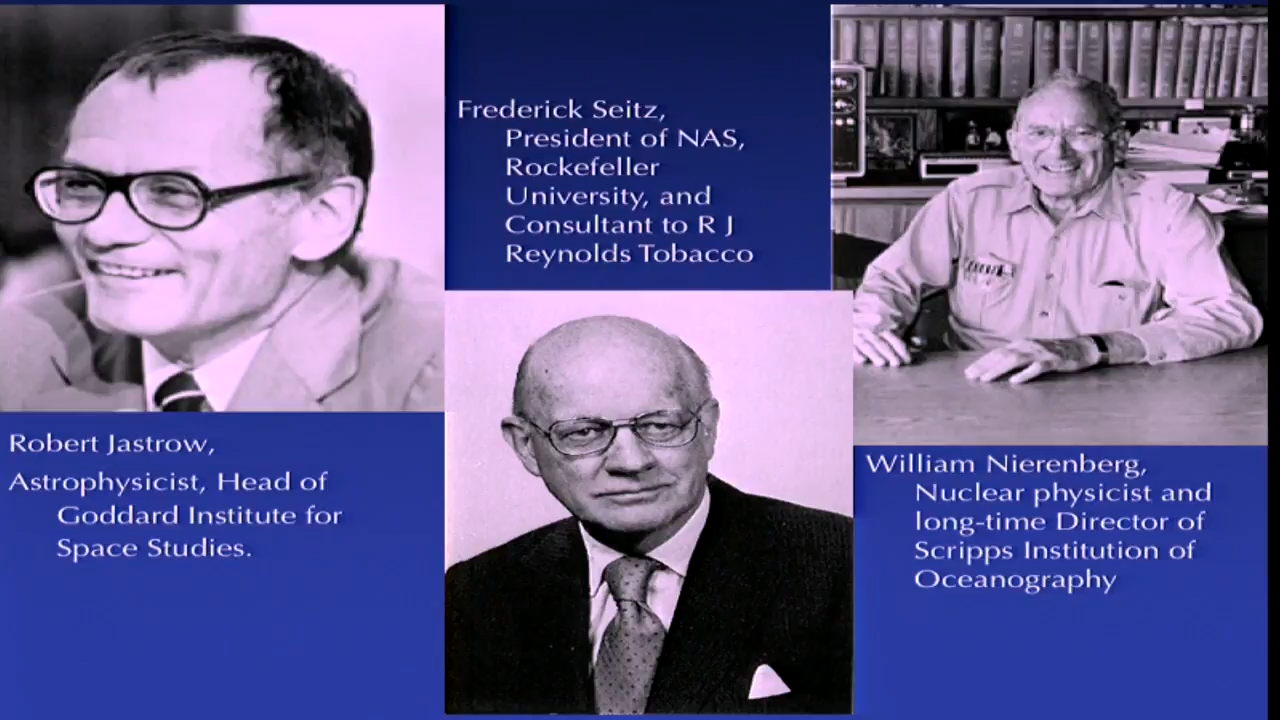 Frederick Seitz,
President of NAS,
Rockefeller
University, and
Consultant to R J
Reynolds Tobacco
Robert Jastrow,
Astrophysicist, Head of
Goddard Institute for
Space Studies.
William Nierenberg,
Nuclear physicist and
long-time Director of
Scripps Institution of
Oceanography